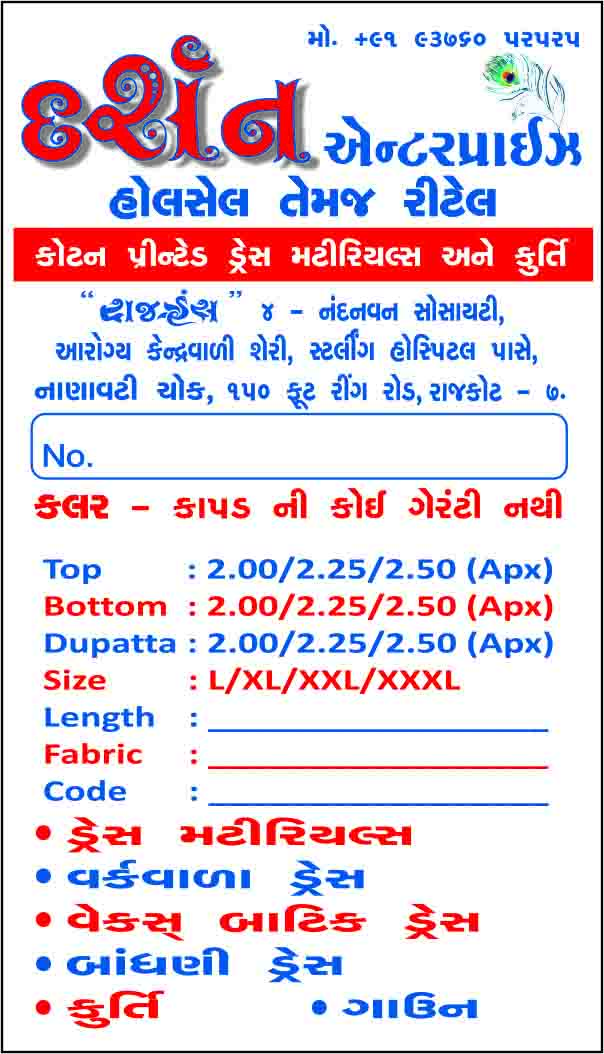 મો. +૯૧ ૯૩૭૬૦ ૫૨૫૨૫
દર્શન
એન્ટરપ્રાઈઝ
હોલસેલ તેમજ રીટેલ
કોટન પ્રીન્ટેડ ડ્રેસ મટીરિયલ્સ અને કુર્તિ
“રાજહંસ” ૪ – નંદનવન સોસાયટી,
આરોગ્ય કેન્દ્રવાળી શેરી, સ્ટર્લીંગ હોસ્પિટલ પાસે,
નાણાવટી ચોક, ૧૫૦ ફૂટ રીંગ રોડ, રાજકોટ – ૭.
No.
કલર – કાપડ ની કોઈ ગેરંટી નથી
Top : 2.00/2.25/2.50 (Apx)
Bottom : 2.00/2.25/2.50 (Apx)
Dupatta : 2.00/2.25/2.50 (Apx)
Size : L/XL/XXL/XXXL
Length : ____________________
Fabric : ____________________
Code : ____________________
• ડ્રેસ મટીરિયલ્સ
• વર્કવાળા ડ્રેસ
• વેકસ્ બાટિક ડ્રેસ
• બાંધણી ડ્રેસ
• કુર્તિ • ગાઉન